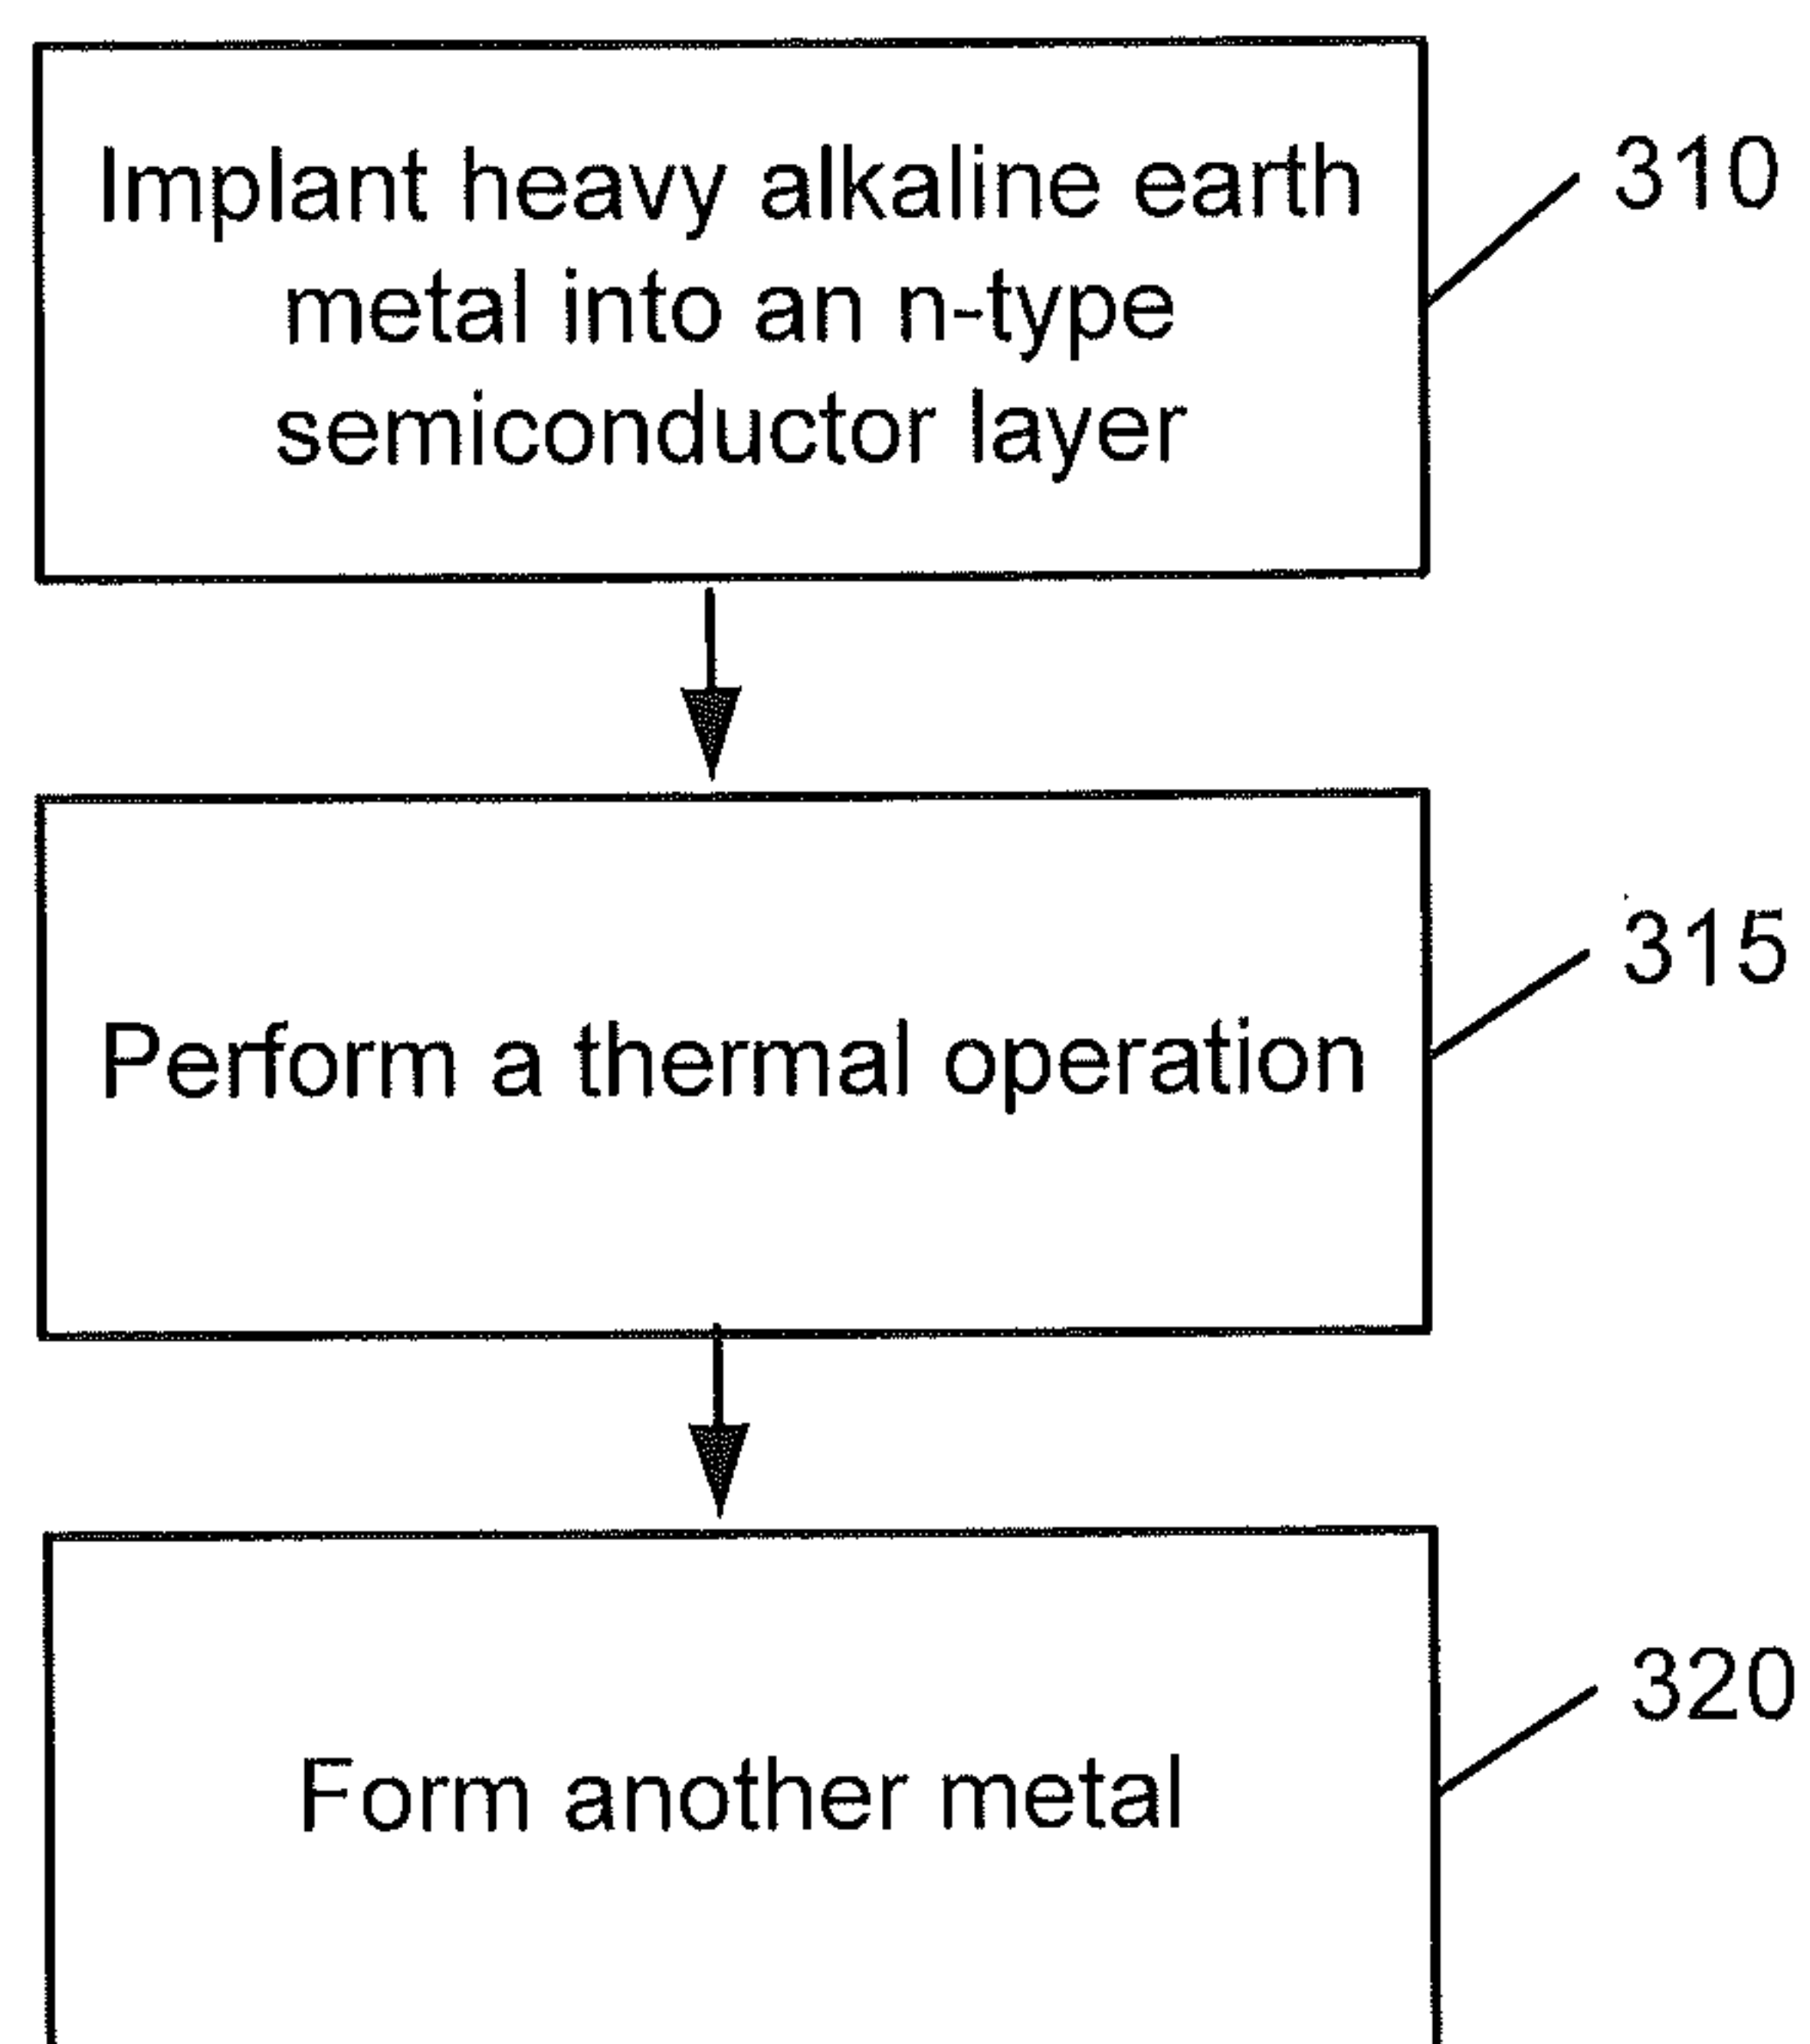 Implant heavy alkaline earth
metal into an n-type
semiconductor layer
310
Perform a thermal operation
315
Form another metal
320